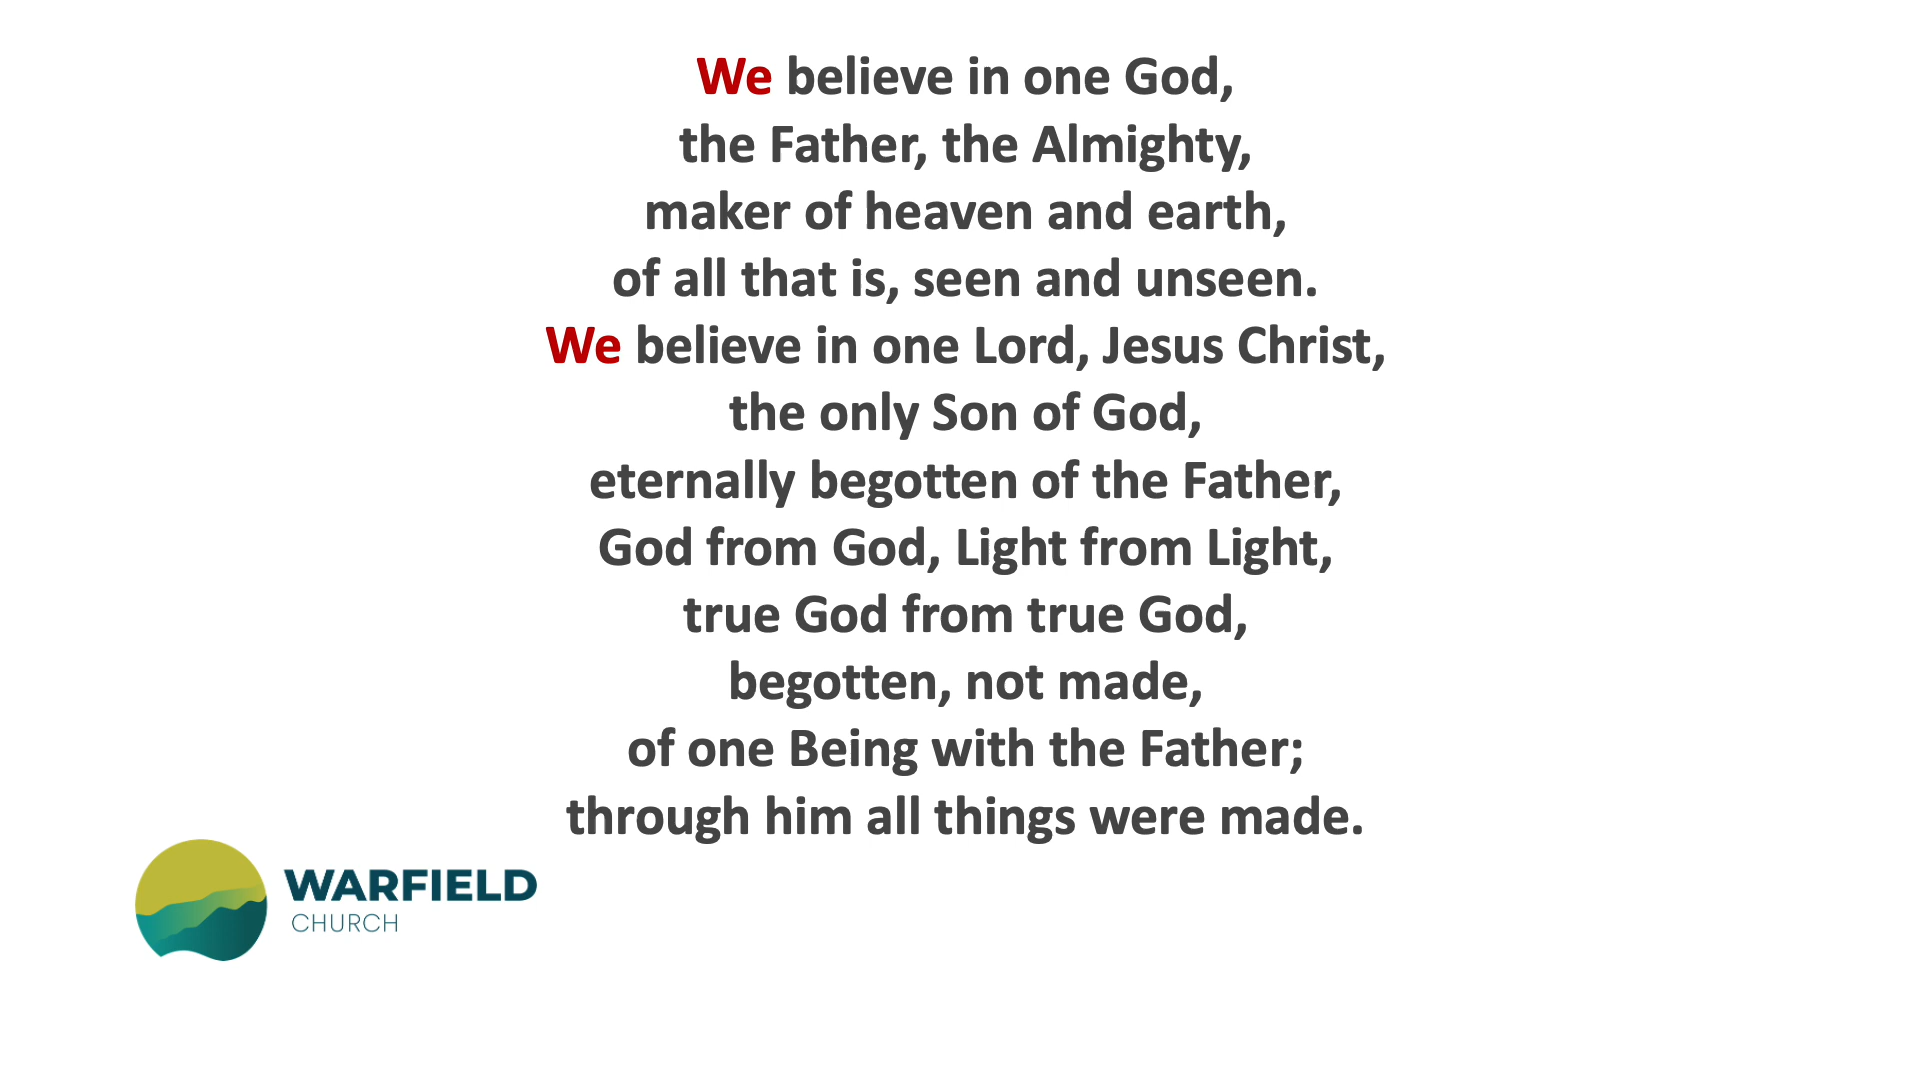 We believe in one God,
the Father, the Almighty,
maker of heaven and earth,
of all that is, seen and unseen.
We believe in one Lord, Jesus Christ,
the only Son of God,
eternally begotten of the Father,
God from God, Light from Light,
true God from true God,
begotten, not made,
of one Being with the Father;
through him all things were made.
WARFIELD
CHURCH